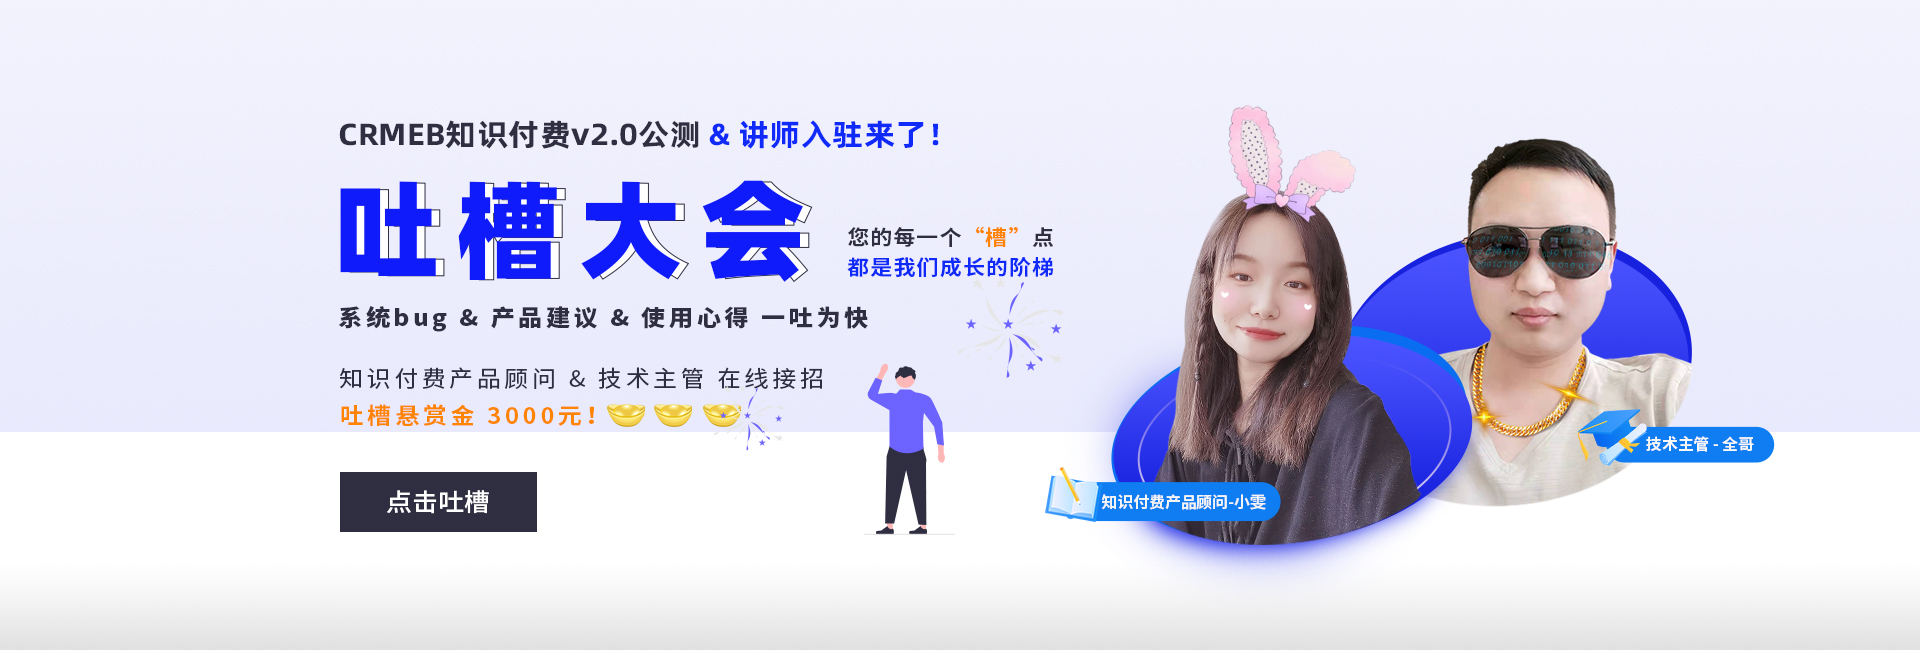 CRMEB知识付费v2.0公测 & 讲师入驻来了!
吐槽大会
您的每一个“槽”点
都是我们成长的阶梯
系统bug & 产品建议 & 使用心得 一吐为快
知识付费产品顾问 & 技术主管 在线接招
吐槽悬赏金 3000元!
点击吐槽
知识付费产品顾问-小雯
技术主管 - 全哥